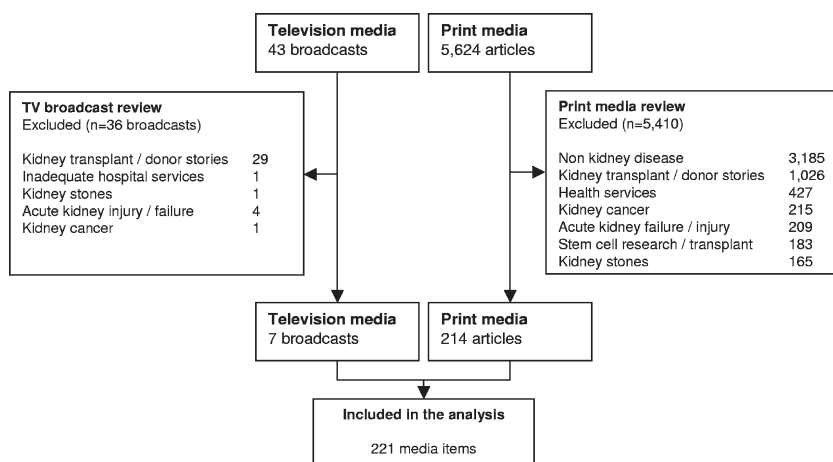 Television media
43 broadcasts
Print media
5,624 articles
TV broadcast review
Excluded (n=36 broadcasts)
Kidney transplant / donor stories 29
Inadequate hospital services 1
Kidney stones 1
Acute kidney injury / failure 4
Kidney cancer 1
Print media review
Excluded (n=5,410)
Non kidney disease 3,185
Kidney transplant / donor stories 1,026
Health services 427
Kidney cancer 215
Acute kidney failure / injury 209
Stem cell research / transplant 183
Kidney stones 165
Television media
7 broadcasts
Print media
214 articles
Included in the analysis
221 media items